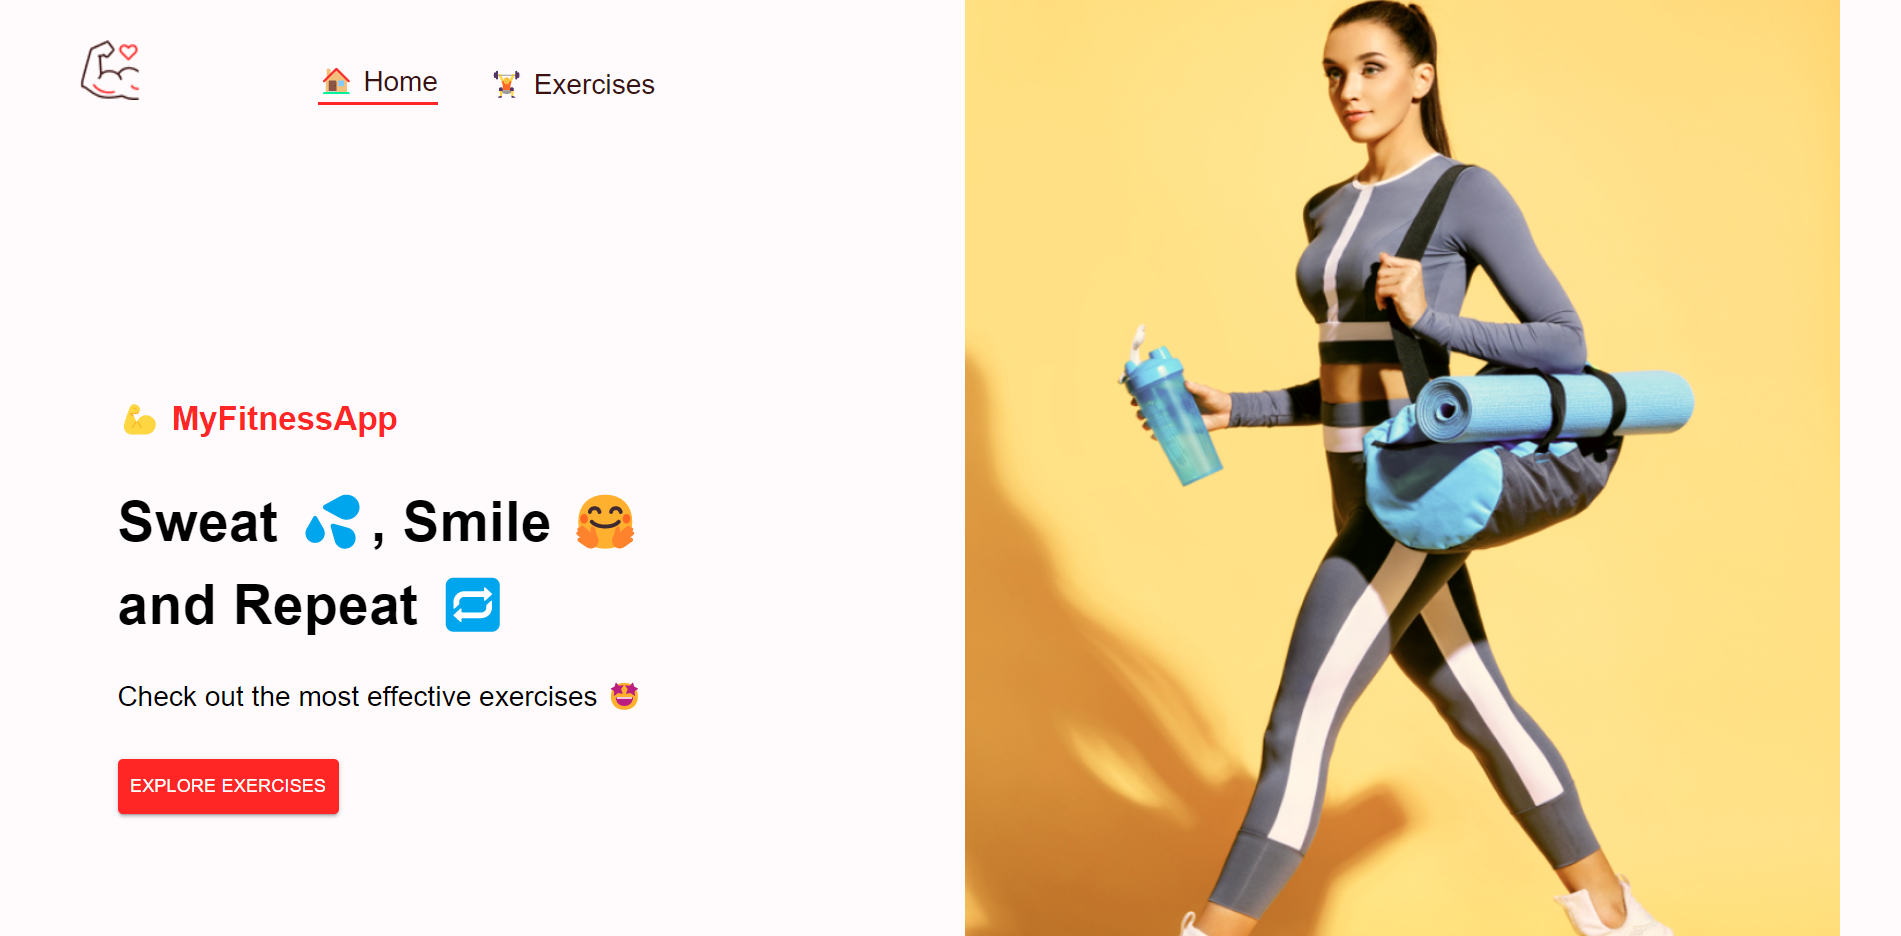 🏠 Home
🏋️ Exercises
💪 MyFitnessApp
Sweat 💦, Smile 🤗
and Repeat 🔁
Check out the most effective exercises 🤩
EXPLORE EXERCISES